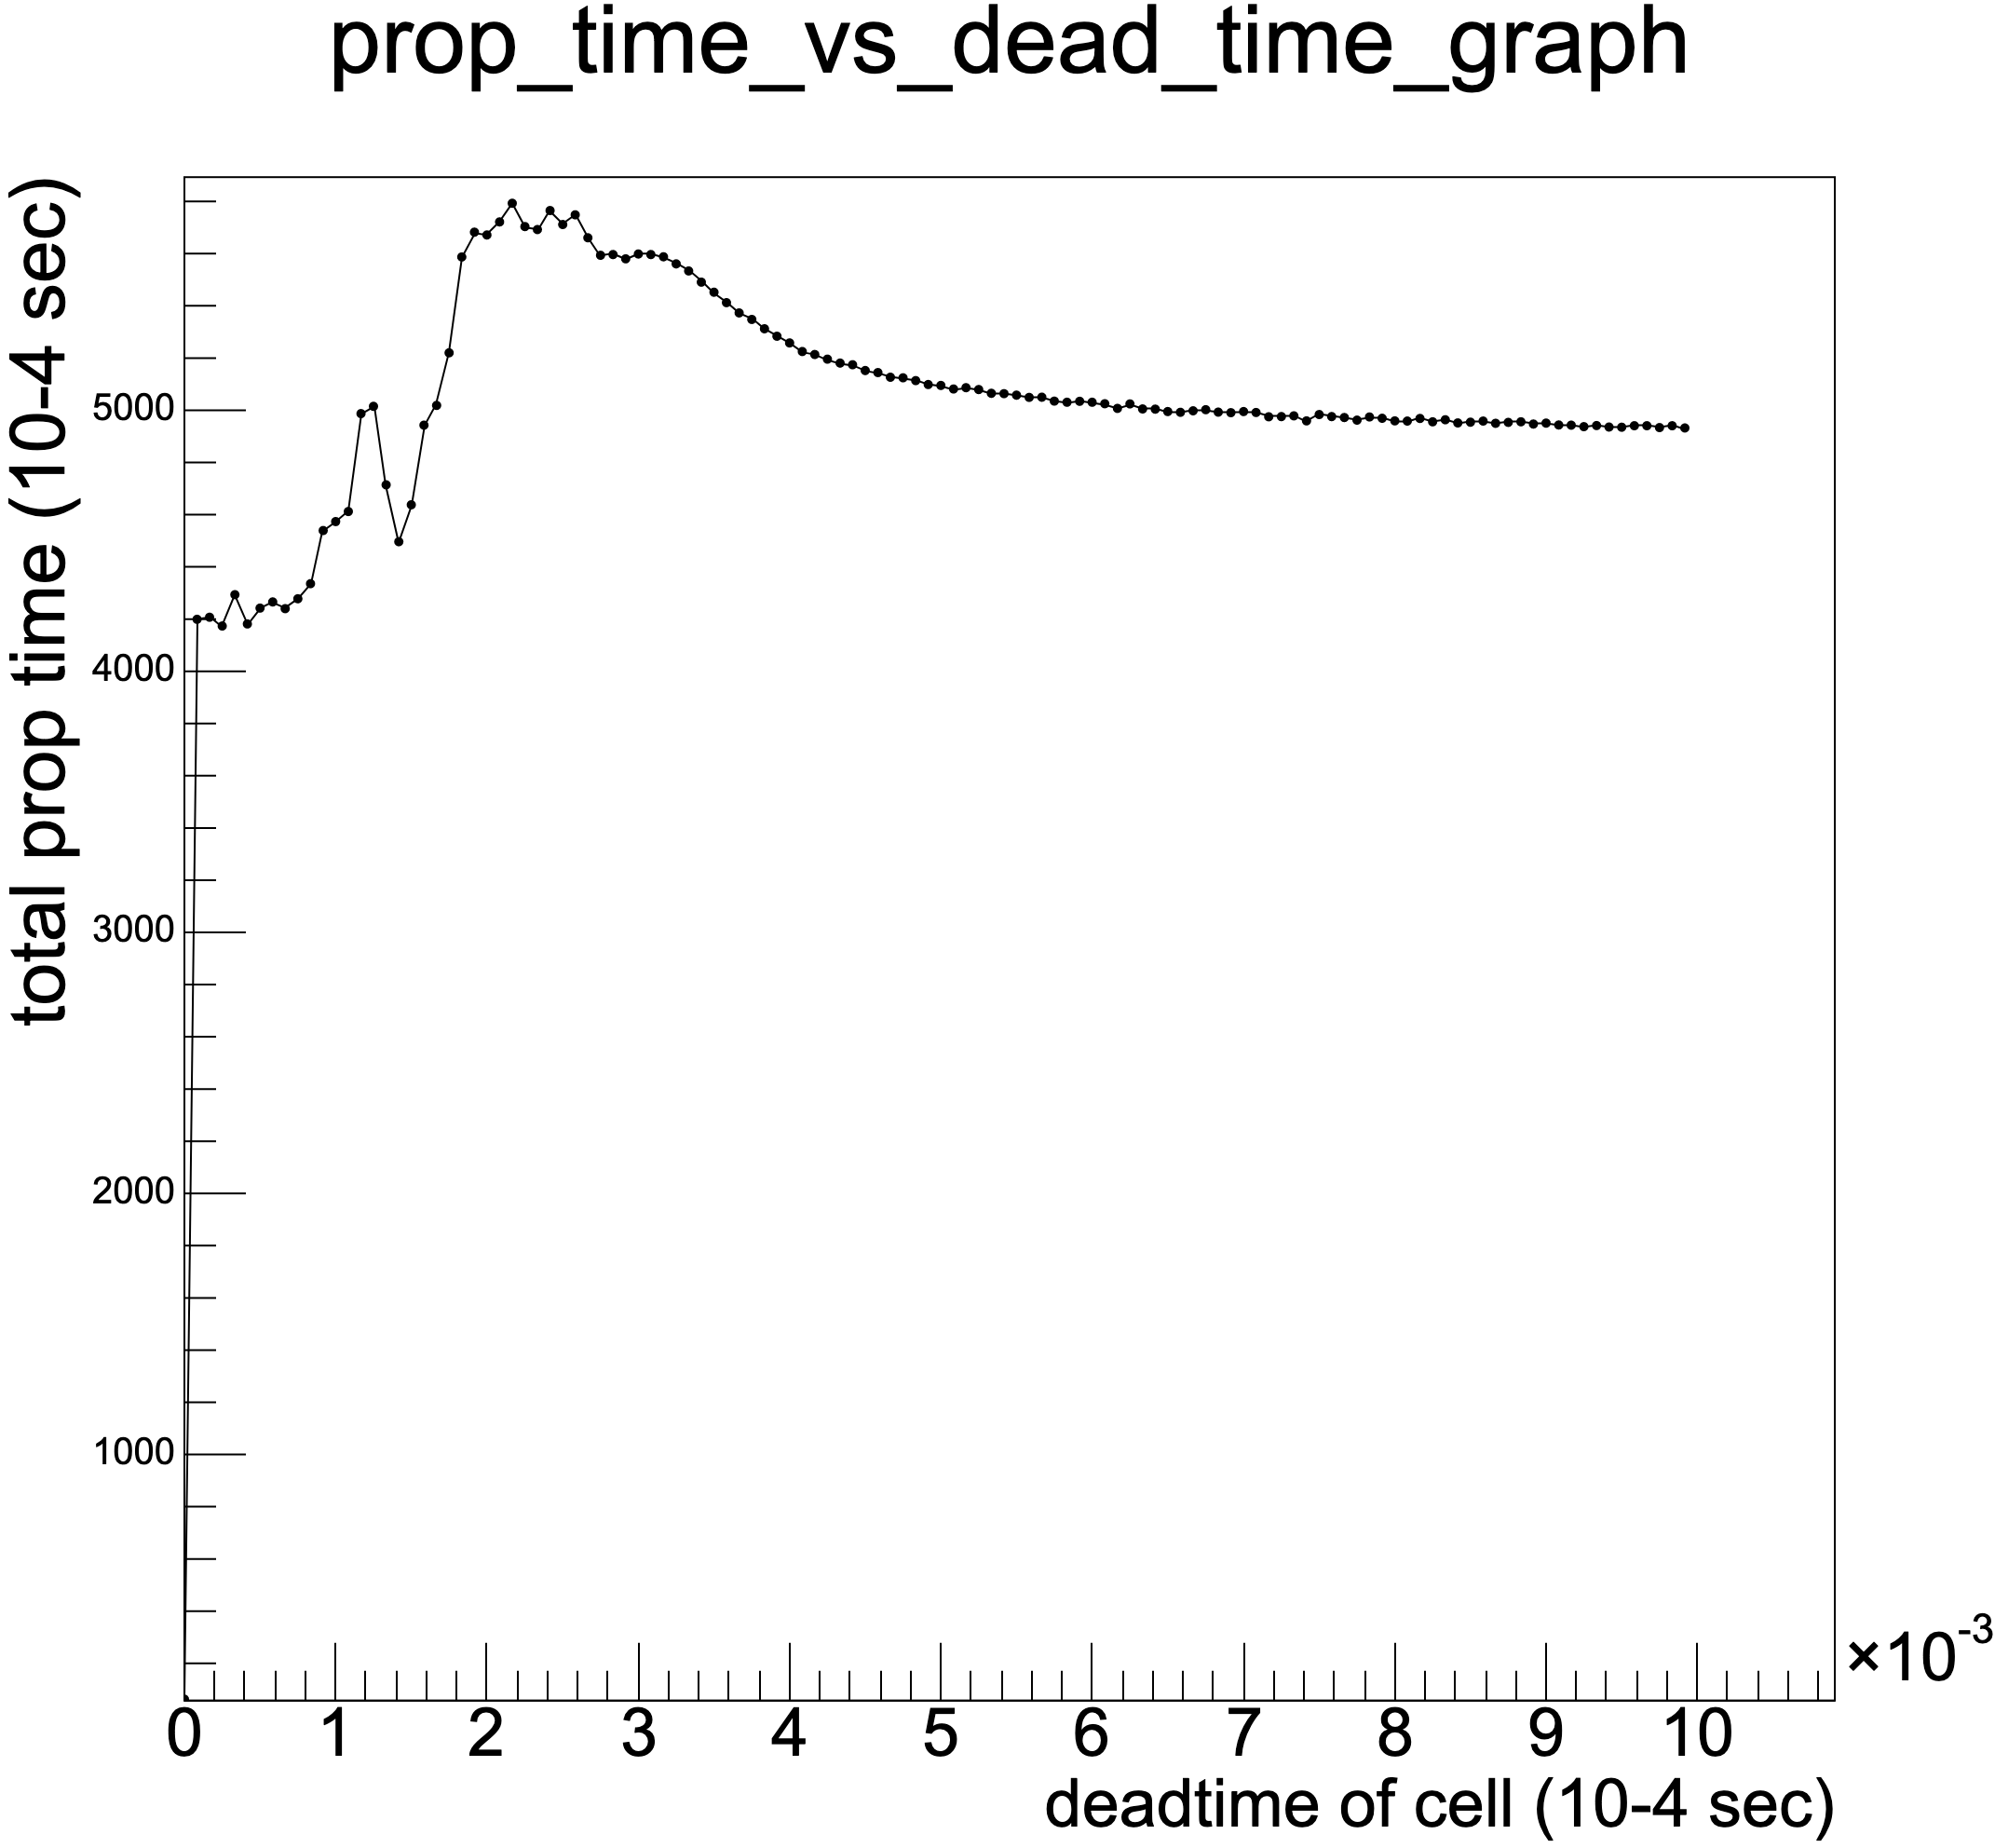 prop_time_vs_dead_time_graph
total prop time (10-4 sec)
5000
4000
3000
2000
1000
0 1 2 3 4 5 6 7 8 9 10
×10-3
deadtime of cell (10-4 sec)